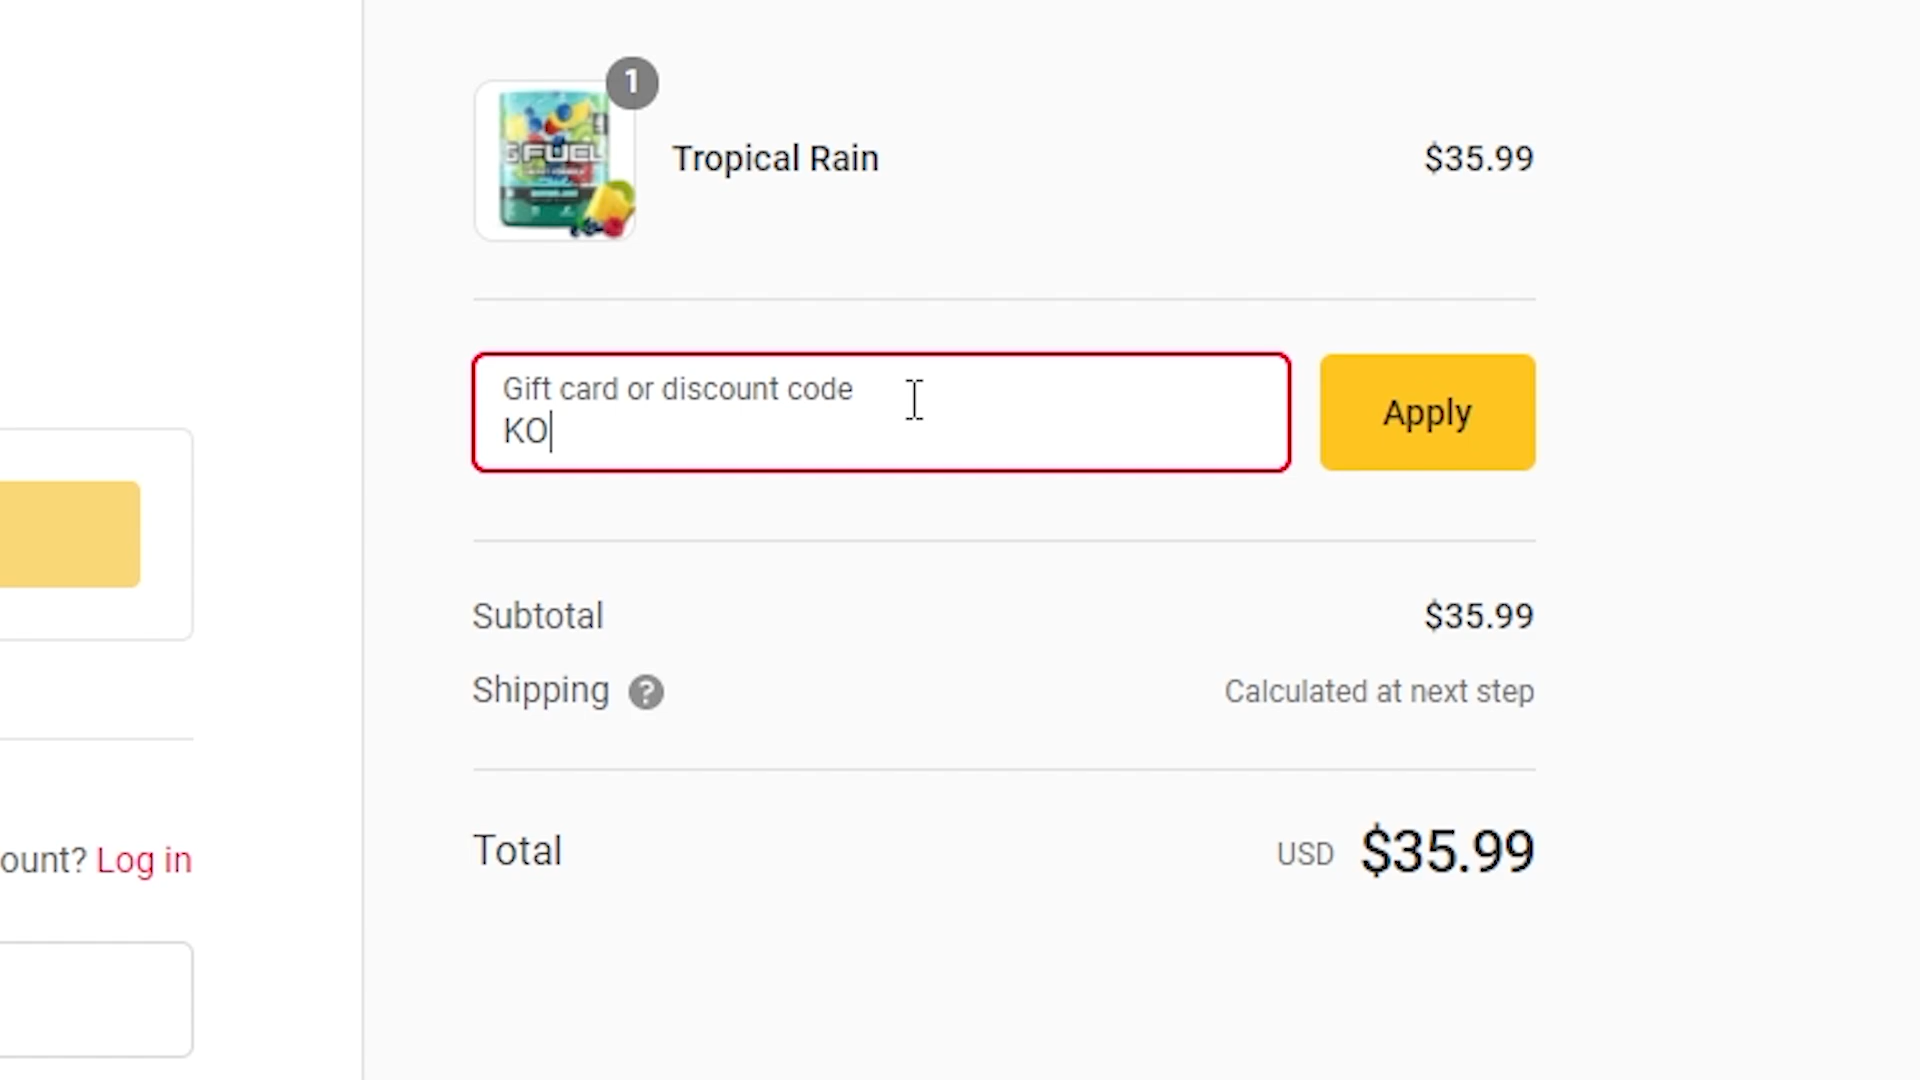 1
G FUEL
Tropical Rain
$35.99
Gift card or discount code
KO
Apply
Subtotal
$35.99
Shipping ?
Calculated at next step
Total
USD $35.99
ount? Log in